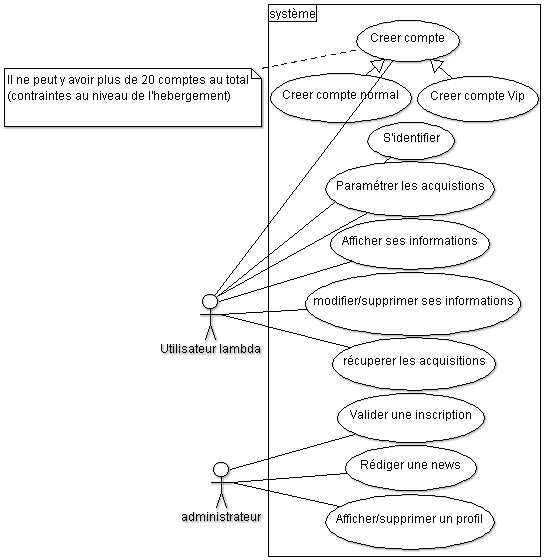 système
Creer compte
Il ne peut y avoir plus de 20 comptes au total
(contraintes au niveau de l'hebergement)
Creer compte normal
Creer compte Vip
S'identifier
Paramétrer les acquistions
Afficher ses informations
modifier/supprimer ses informations
Utilisateur lambda
récuperer les acquisitions
Valider une inscription
Rédiger une news
administrateur
Afficher/supprimer un profil